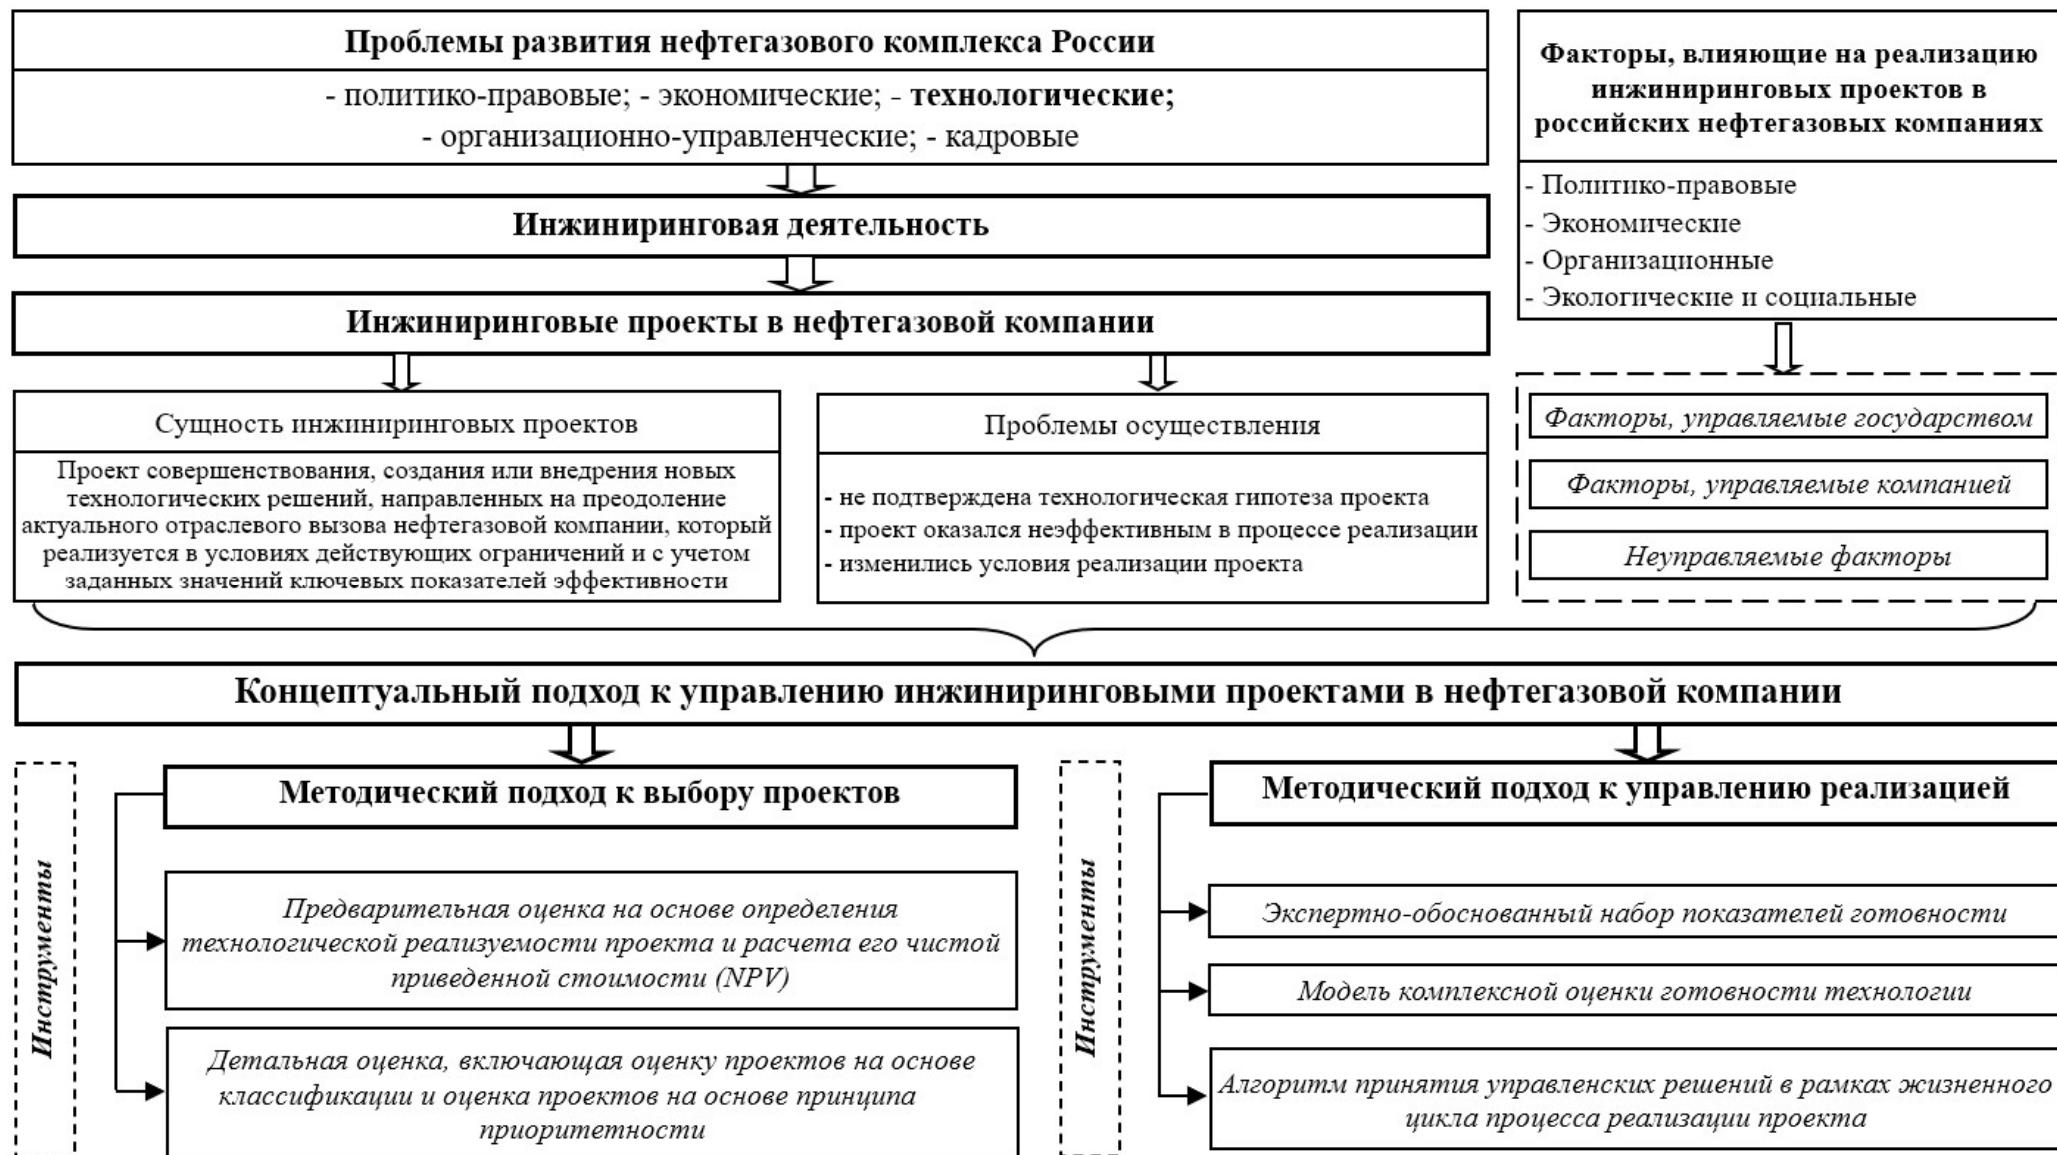 Проблемы развития нефтегазового комплекса России
- политико-правовые; - экономические; - технологические;
- организационно-управленческие; - кадровые
Факторы, влияющие на реализацию
инжиниринговых проектов в
российских нефтегазовых компаниях
- Политико-правовые
- Экономические
- Организационные
- Экологические и социальные
Инжиниринговая деятельность
Инжиниринговые проекты в нефтегазовой компании
Сущность инжиниринговых проектов
Проект совершенствования, создания или внедрения новых
технологических решений, направленных на преодоление
актуального отраслевого вызова нефтегазовой компании, который
реализуется в условиях действующих ограничений и с учетом
заданных значений ключевых показателей эффективности
Проблемы осуществления
- не подтверждена технологическая гипотеза проекта
- проект оказался неэффективным в процессе реализации
- изменились условия реализации проекта
Факторы, управляемые государством
Факторы, управляемые компанией
Неуправляемые факторы
Концептуальный подход к управлению инжиниринговыми проектами в нефтегазовой компании
Инструменты
Методический подход к выбору проектов
Предварительная оценка на основе определения
технологической реализуемости проекта и расчета его чистой
приведенной стоимости (NPV)
Детальная оценка, включающая оценку проектов на основе
классификации и оценка проектов на основе принципа
приоритетности
Инструменты
Методический подход к управлению реализацией
Экспертно-обоснованный набор показателей готовности
Модель комплексной оценки готовности технологии
Алгоритм принятия управленских решений в рамках жизненного
цикла процесса реализации проекта